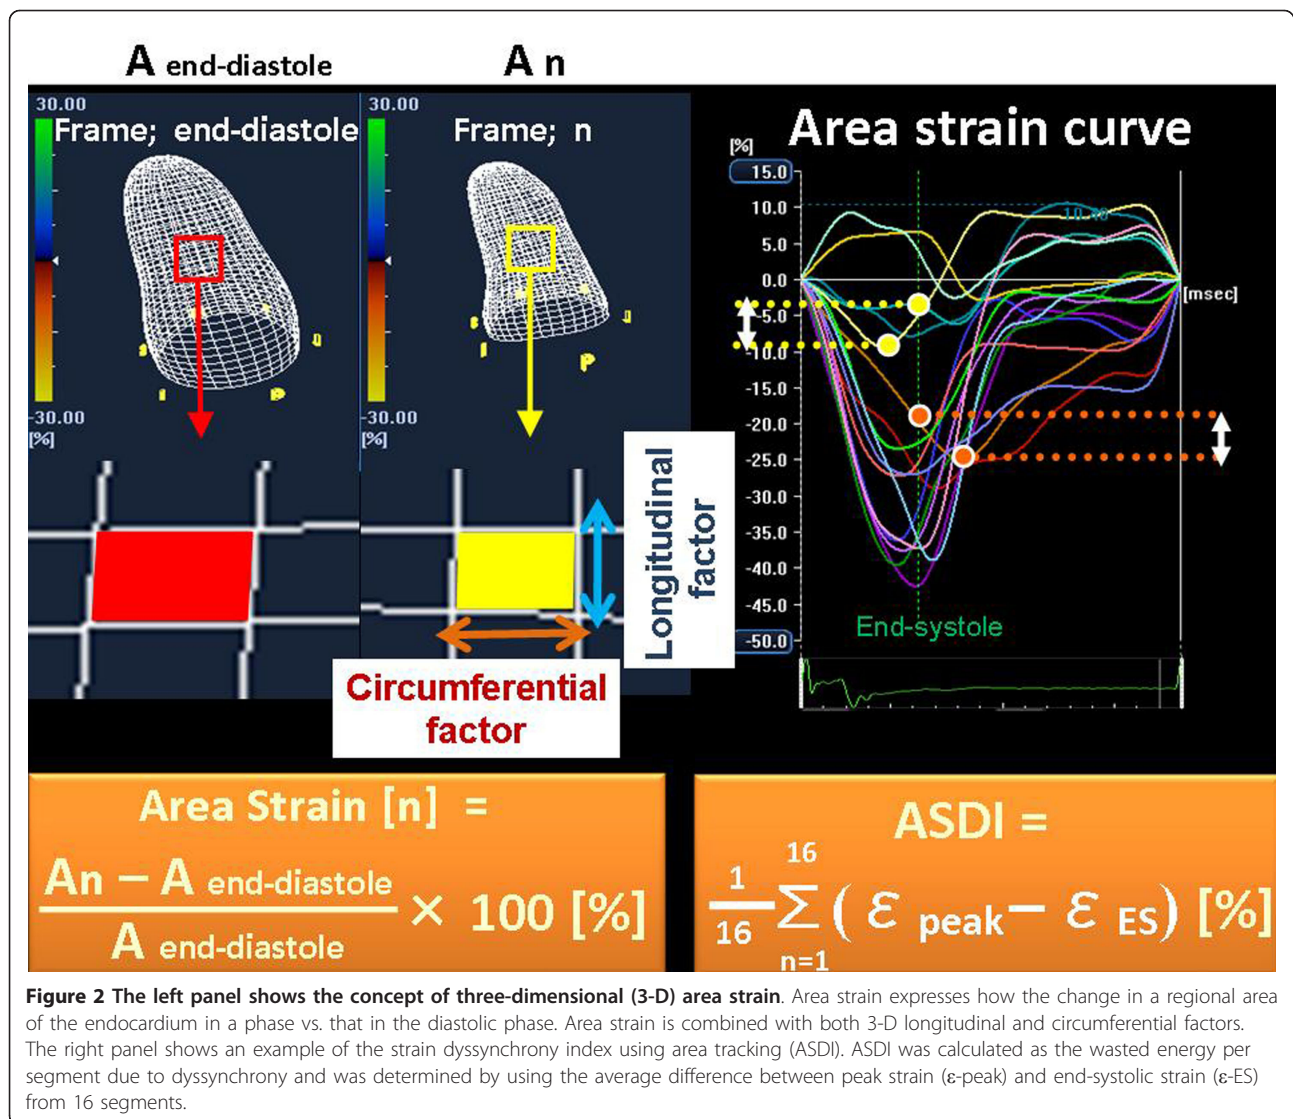 A end-diastole
A n
30.00
Frame; end-diastole
-30.00
[%]
30.00
Frame; n
-30.00
[%]
S
I
P
J
S
I
P
J
Longitudinal
factor
Circumferential
factor
Area strain curve
[%]
15.0
10.0
5.0
0.0
-5.0
-10.0
-15.0
-20.0
-25.0
-30.0
-35.0
-40.0
-45.0
-50.0
[msec]
End-systole
Area Strain [n] =
An – A end-diastole
A end-diastole
× 100 [%]
ASDI =
1
16
16
Σ
n=1
( ε peak – ε ES) [%]
Figure 2 The left panel shows the concept of three-dimensional (3-D) area strain. Area strain expresses how the change in a regional area
of the endocardium in a phase vs. that in the diastolic phase. Area strain is combined with both 3-D longitudinal and circumferential factors.
The right panel shows an example of the strain dyssynchrony index using area tracking (ASDI). ASDI was calculated as the wasted energy per
segment due to dyssynchrony and was determined by using the average difference between peak strain (ε-peak) and end-systolic strain (ε-ES)
from 16 segments.